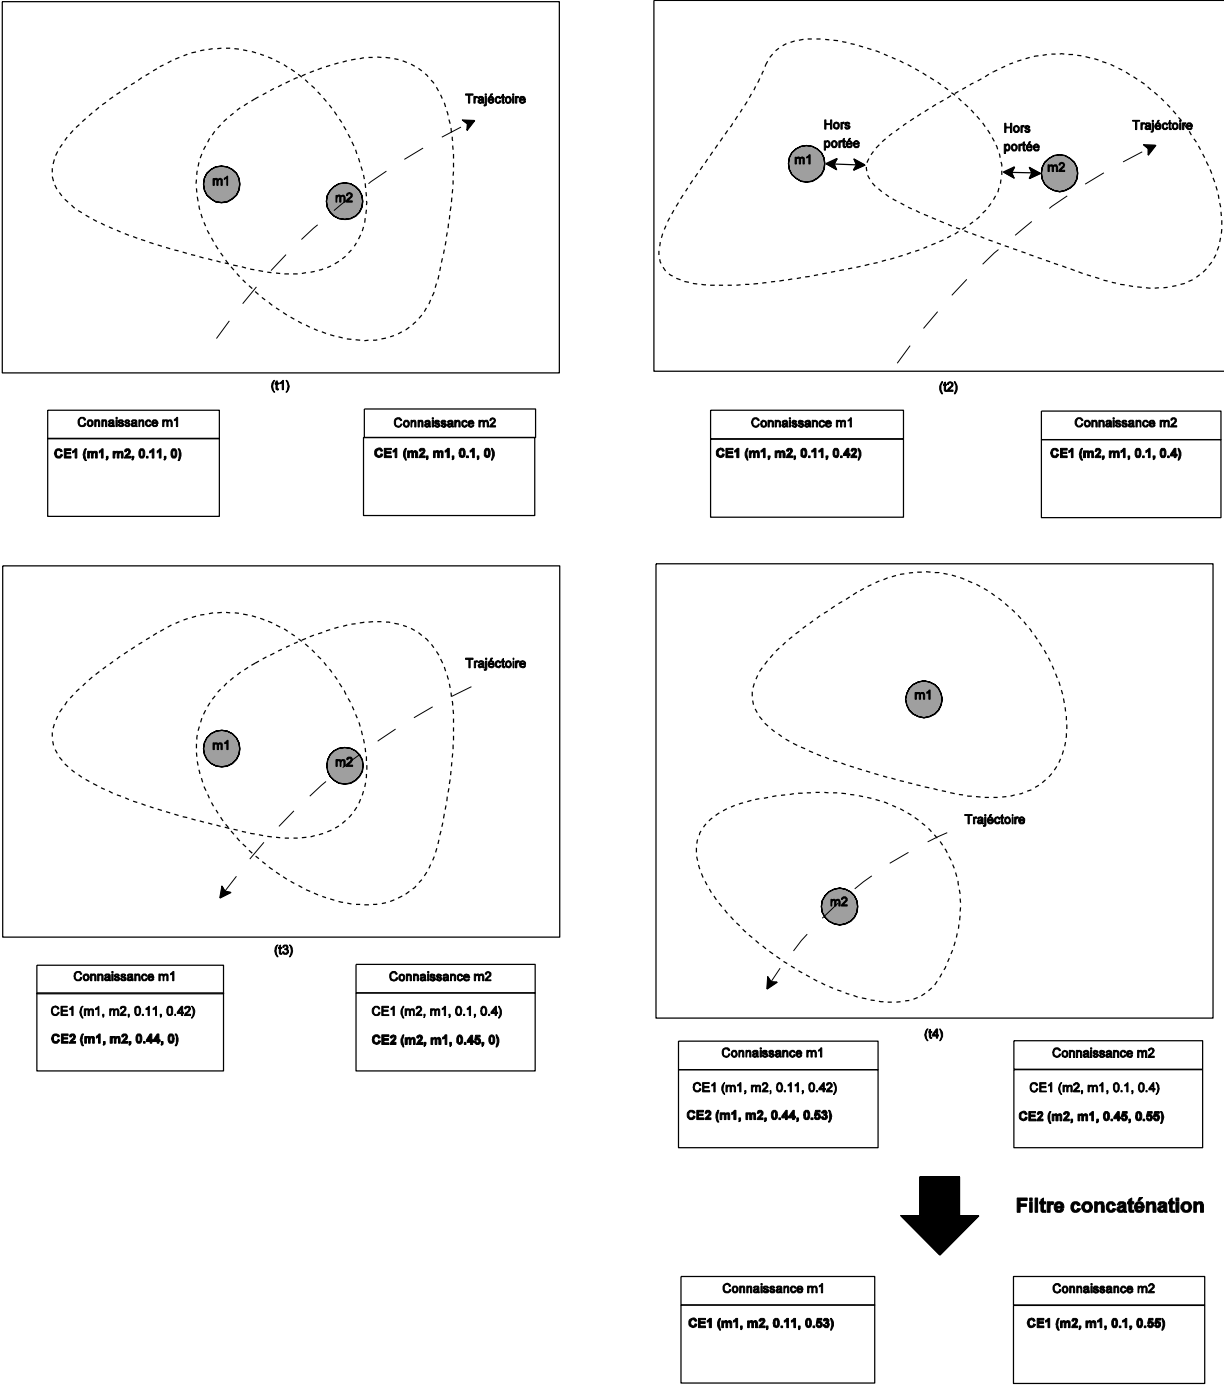 Trajéctoire
m1
m2
(t1)
Connaissance m1
CE1 (m1, m2, 0.11, 0)
Connaissance m2
CE1 (m2, m1, 0.1, 0)
Hors
portée
Hors
portée
Trajéctoire
m1
m2
(t2)
Connaissance m1
CE1 (m1, m2, 0.11, 0.42)
Connaissance m2
CE1 (m2, m1, 0.1, 0.4)
Trajéctoire
m1
m2
(t3)
Connaissance m1
CE1 (m1, m2, 0.11, 0.42)
CE2 (m1, m2, 0.44, 0)
Connaissance m2
CE1 (m2, m1, 0.1, 0.4)
CE2 (m2, m1, 0.45, 0)
m1
Trajéctoire
m2
(t4)
Connaissance m1
CE1 (m1, m2, 0.11, 0.42)
CE2 (m1, m2, 0.44, 0.53)
Connaissance m2
CE1 (m2, m1, 0.1, 0.4)
CE2 (m2, m1, 0.45, 0.55)
Filtre concaténation
Connaissance m1
CE1 (m1, m2, 0.11, 0.53)
Connaissance m2
CE1 (m2, m1, 0.1, 0.55)